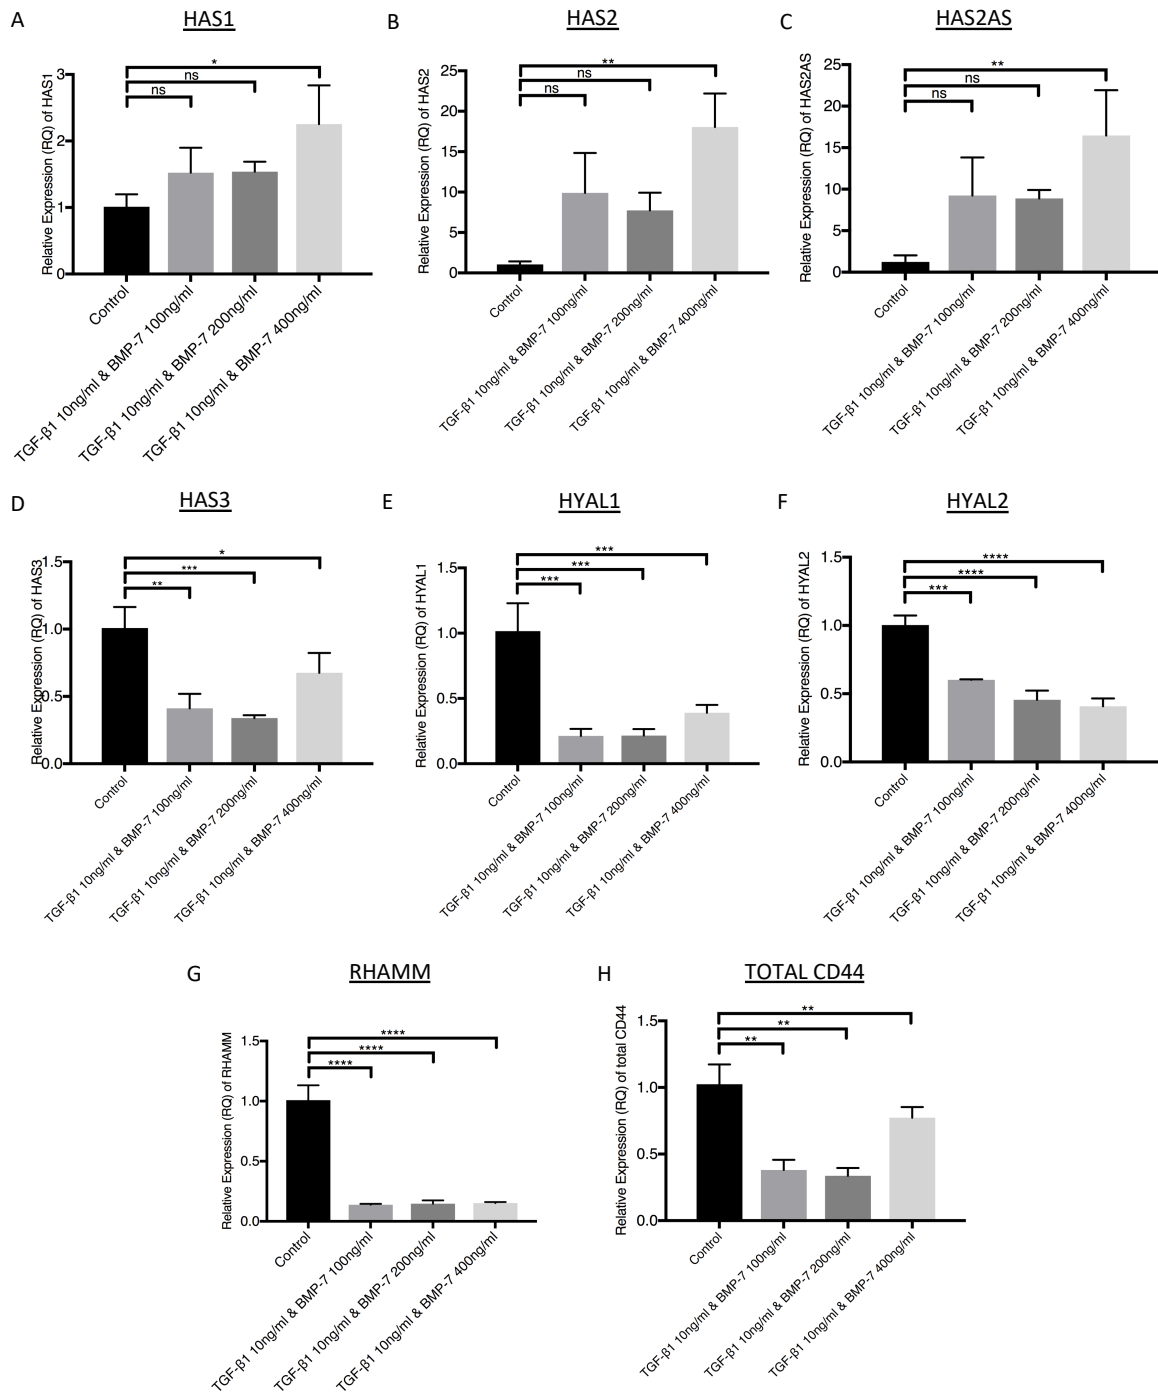 A
HAS1
Relative Expression (RQ) of HAS1
3
2
1
0
*
ns
ns
Control
TGF-β1 10ng/ml & BMP-7 100ng/ml
TGF-β1 10ng/ml & BMP-7 200ng/ml
TGF-β1 10ng/ml & BMP-7 400ng/ml
B
HAS2
Relative Expression (RQ) of HAS2
25
20
15
10
5
0
**
ns
ns
Control
TGF-β1 10ng/ml & BMP-7 100ng/ml
TGF-β1 10ng/ml & BMP-7 200ng/ml
TGF-β1 10ng/ml & BMP-7 400ng/ml
C
HAS2AS
Relative Expression (RQ) of HAS2AS
25
20
15
10
5
0
**
ns
ns
Control
TGF-β1 10ng/ml & BMP-7 100ng/ml
TGF-β1 10ng/ml & BMP-7 200ng/ml
TGF-β1 10ng/ml & BMP-7 400ng/ml
D
HAS3
Relative Expression (RQ) of HAS3
1.5
1.0
0.5
0.0
*
***
**
Control
TGF-β1 10ng/ml & BMP-7 100ng/ml
TGF-β1 10ng/ml & BMP-7 200ng/ml
TGF-β1 10ng/ml & BMP-7 400ng/ml
E
HYAL1
Relative Expression (RQ) of HYAL1
1.5
1.0
0.5
0.0
***
***
***
Control
TGF-β1 10ng/ml & BMP-7 100ng/ml
TGF-β1 10ng/ml & BMP-7 200ng/ml
TGF-β1 10ng/ml & BMP-7 400ng/ml
F
HYAL2
Relative Expression (RQ) of HYAL2
1.5
1.0
0.5
0.0
****
****
***
Control
TGF-β1 10ng/ml & BMP-7 100ng/ml
TGF-β1 10ng/ml & BMP-7 200ng/ml
TGF-β1 10ng/ml & BMP-7 400ng/ml
G
RHAMM
Relative Expression (RQ) of RHAMM
1.5
1.0
0.5
0.0
****
****
****
Control
TGF-β1 10ng/ml & BMP-7 100ng/ml
TGF-β1 10ng/ml & BMP-7 200ng/ml
TGF-β1 10ng/ml & BMP-7 400ng/ml
H
TOTAL CD44
Relative Expression (RQ) of total CD44
1.5
1.0
0.5
0.0
**
**
**
Control
TGF-β1 10ng/ml & BMP-7 100ng/ml
TGF-β1 10ng/ml & BMP-7 200ng/ml
TGF-β1 10ng/ml & BMP-7 400ng/ml